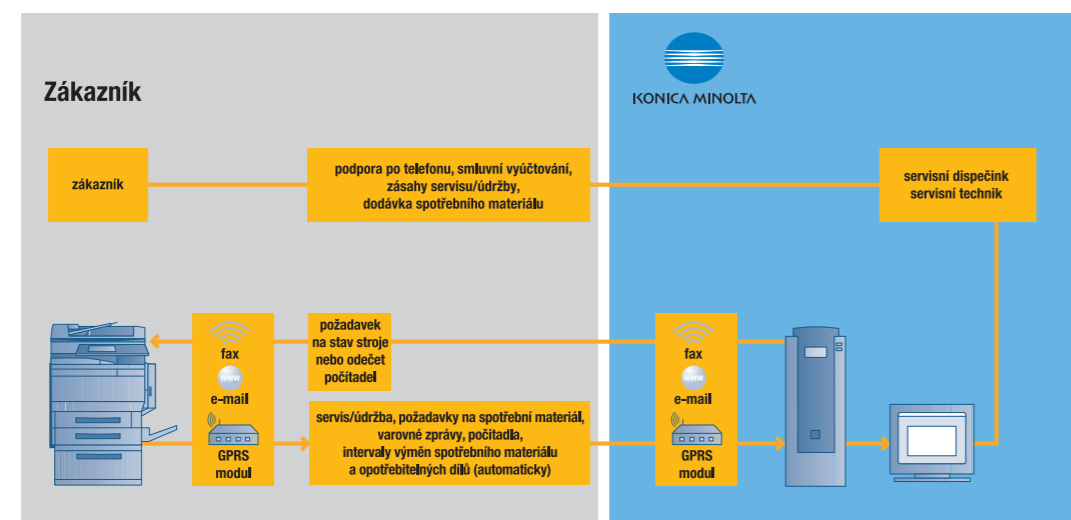 Zákazník
KONICA MINOLTA
zákazník
podpora po telefonu, smluvní vyúčtování,
zásahy servisu/údržby,
dodávka spotřebního materiálu
servisní dispečink
servisní technik
fax
www
e-mail
GPRS
modul
požadavek
na stav stroje
nebo odečet
počítadel
servis/údržba, požadavky na spotřební materiál,
varovné zprávy, počítadla,
intervaly výměn spotřebního materiálu
a opotřebitelných dílů (automaticky)
fax
www
e-mail
GPRS
modul